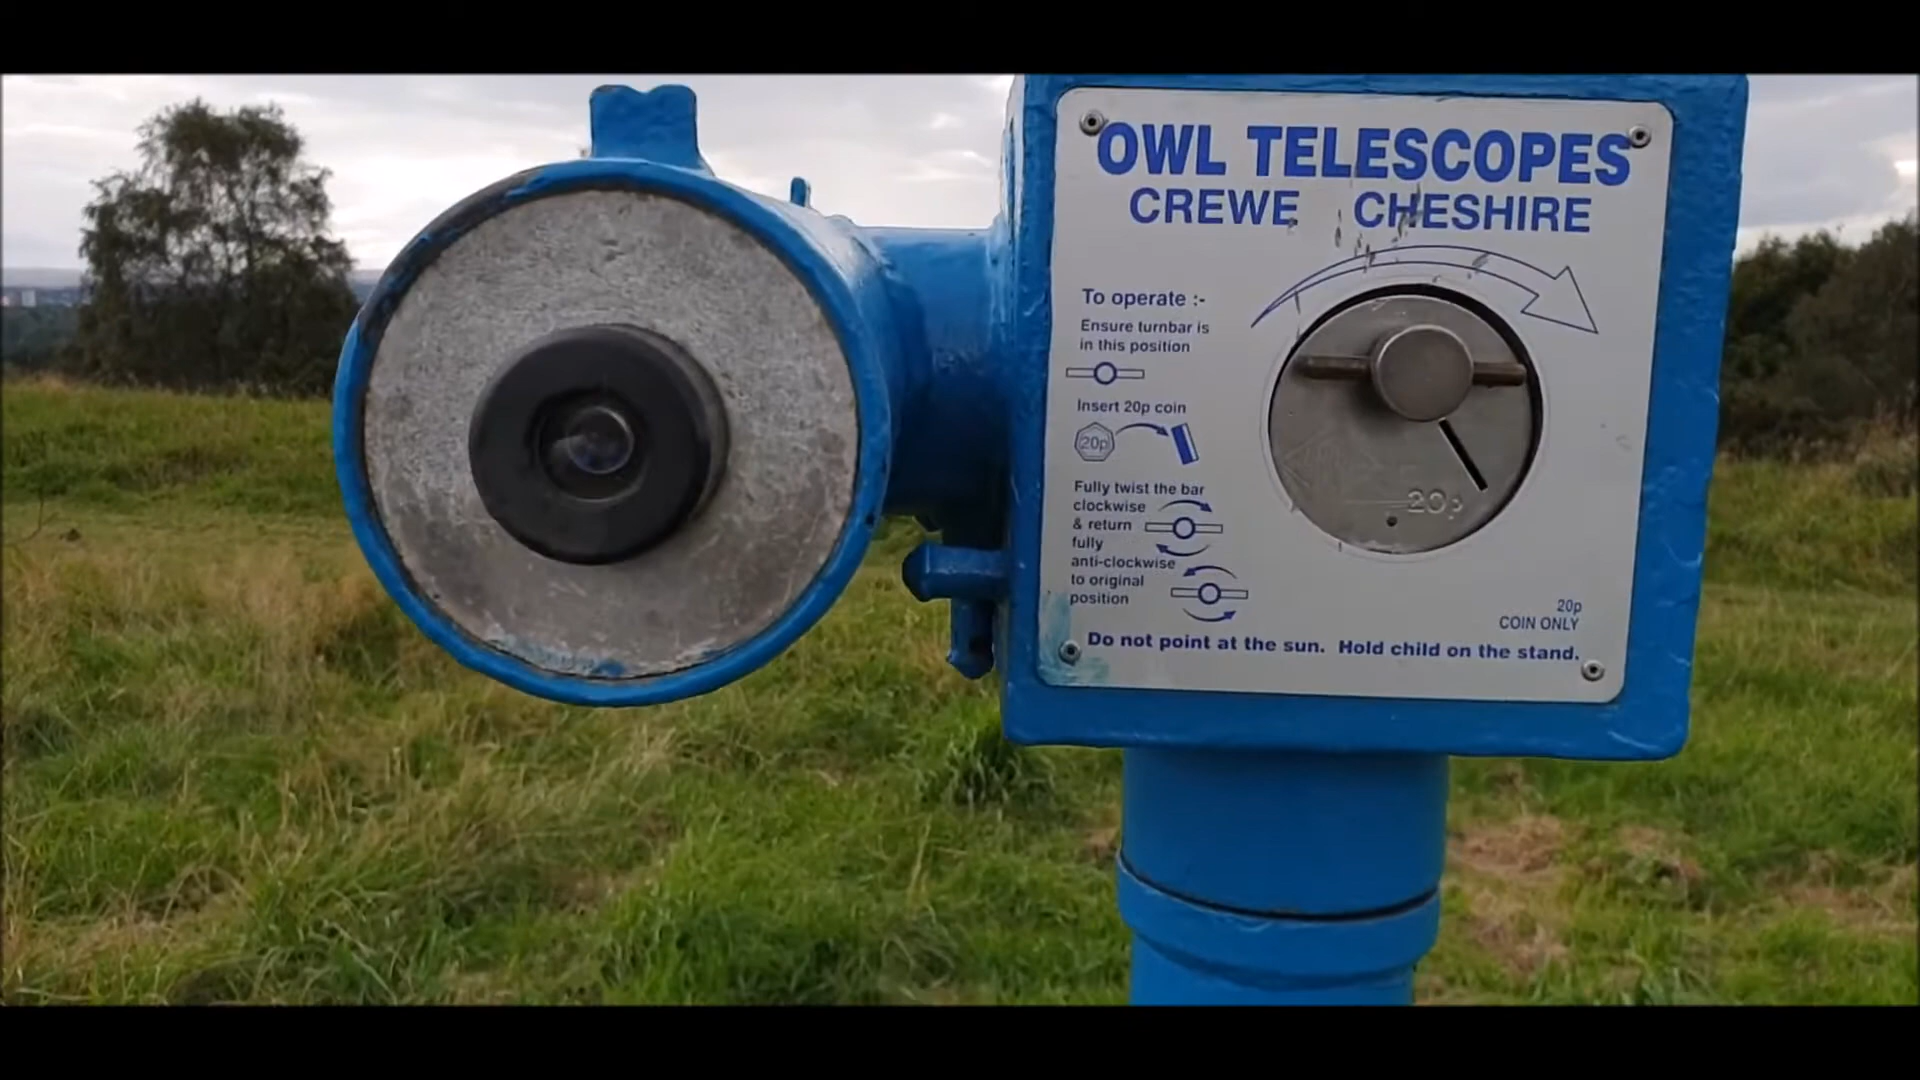 OWL TELESCOPES
CREWE CHESHIRE
To operate :-
Ensure turnbar is
in this position
Insert 20p coin
20p
Fully twist the bar
clockwise
& return
fully
anti-clockwise
to original
position
20p
20p
COIN ONLY
Do not point at the sun. Hold child on the stand.